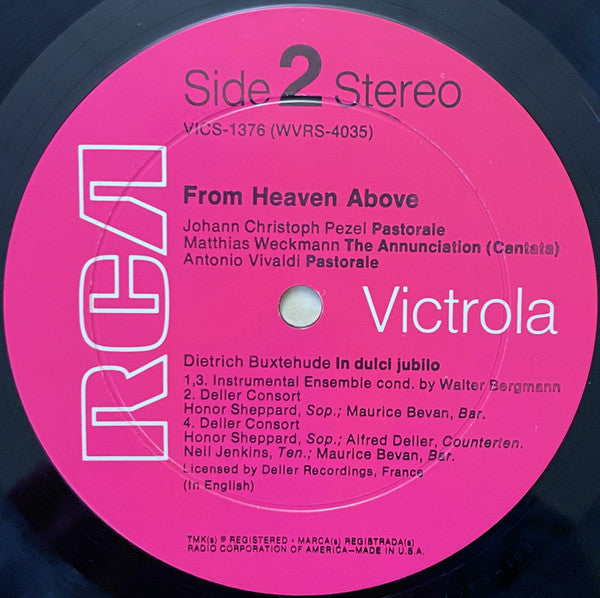 Side 2 Stereo
VICS-1376 (WVRS-4035)
From Heaven Above
Johann Christoph Pezel Pastorale
Matthias Weckmann The Annunciation (Cantata)
Antonio Vivaldi Pastorale
RCA
Victrola
Dietrich Buxtehude In dulci jubilo
1,3. Instrumental Ensemble cond. by Walter Bergmann
2. Deller Consort
Honor Sheppard, Sop.; Maurice Bevan, Bar.
4. Deller Consort
Honor Sheppard, Sop.; Alfred Deller, Counterten.
Neil Jenkins, Ten.; Maurice Bevan, Bar.
Licensed by Deller Recordings, France
(In English)
TMK(s) ® REGISTERED • MARCA(s) REGISTRADA(s)
RADIO CORPORATION OF AMERICA—MADE IN U.S.A.